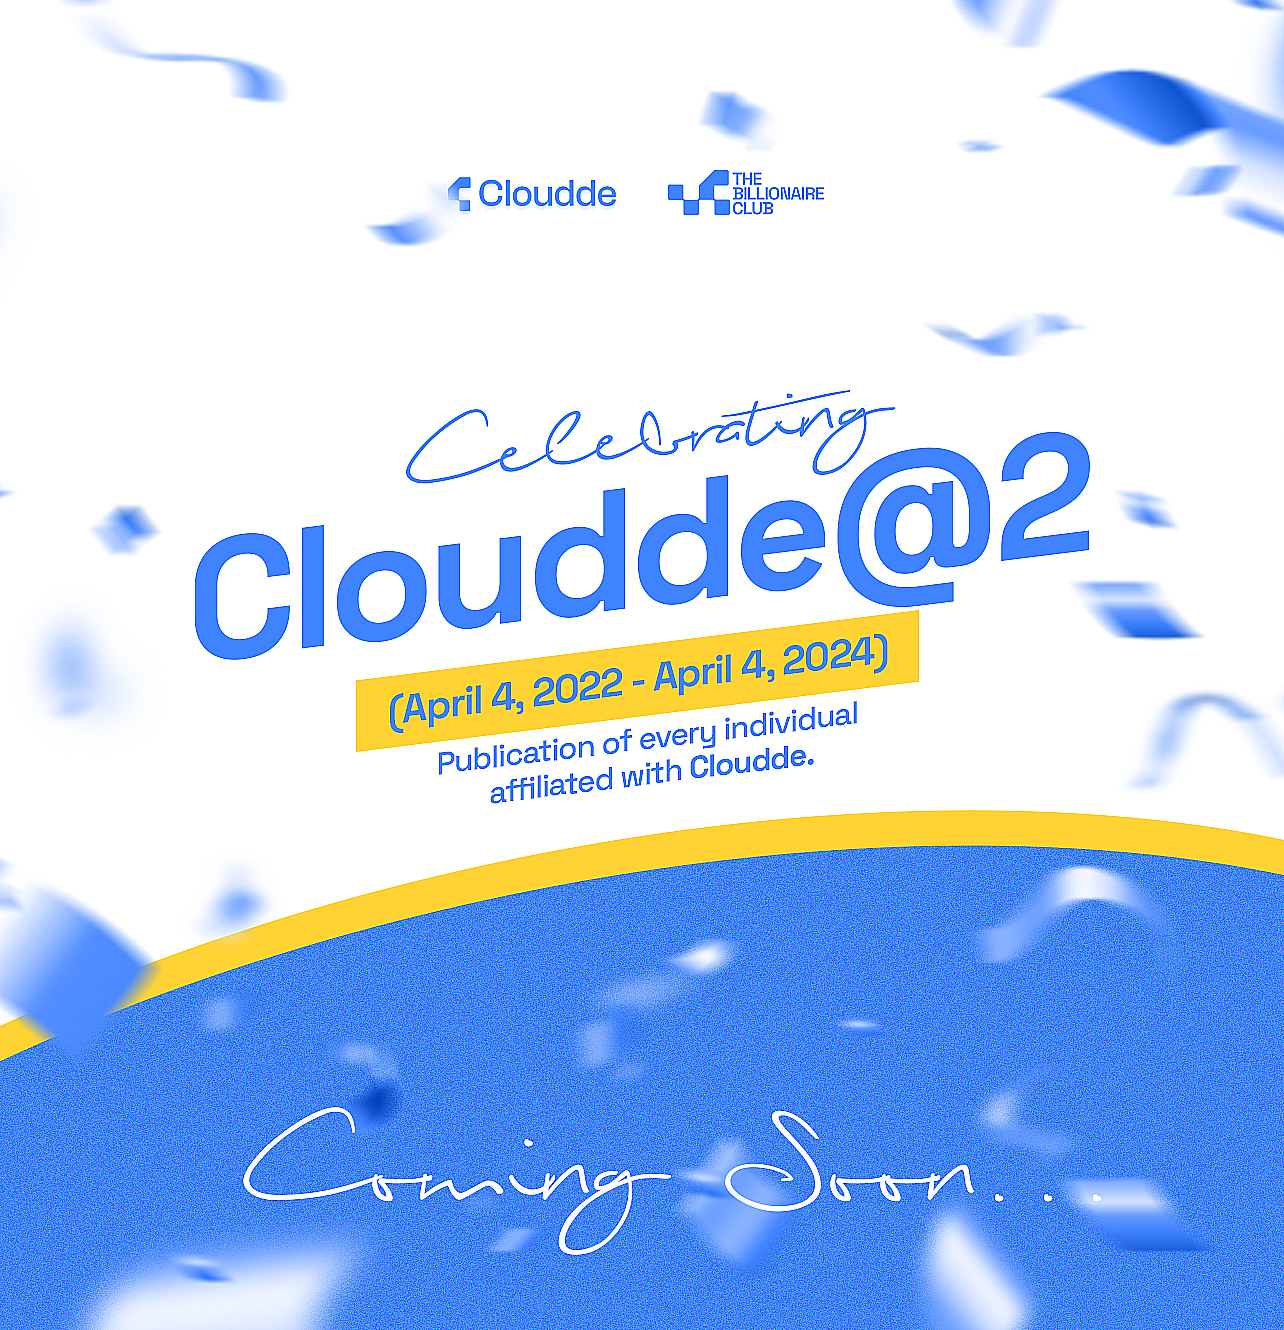 Cloudde
THE
BILLIONAIRE
CLUB
Celebrating
Cloudde@2
(April 4, 2022 - April 4, 2024)
Publication of every individual
affiliated with Cloudde.
Coming Soon...